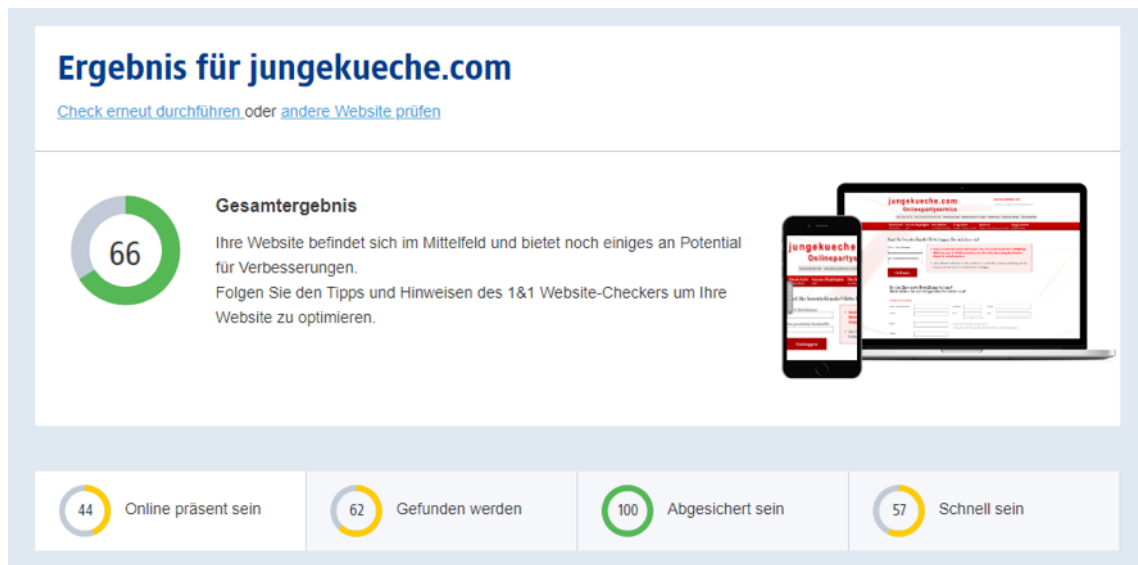 Ergebnis für jungekueche.com
Check erneut durchführen oder andere Website prüfen
66
Gesamtergebnis
Ihre Website befindet sich im Mittelfeld und bietet noch einiges an Potential
für Verbesserungen.
Folgen Sie den Tipps und Hinweisen des 1&1 Website-Checkers um Ihre
Website zu optimieren.
jungekueche.com
Onlinepartyservice
jungekueche
Onlinepartys
Einloggen
44 Online präsent sein
62 Gefunden werden
100 Abgesichert sein
57 Schnell sein